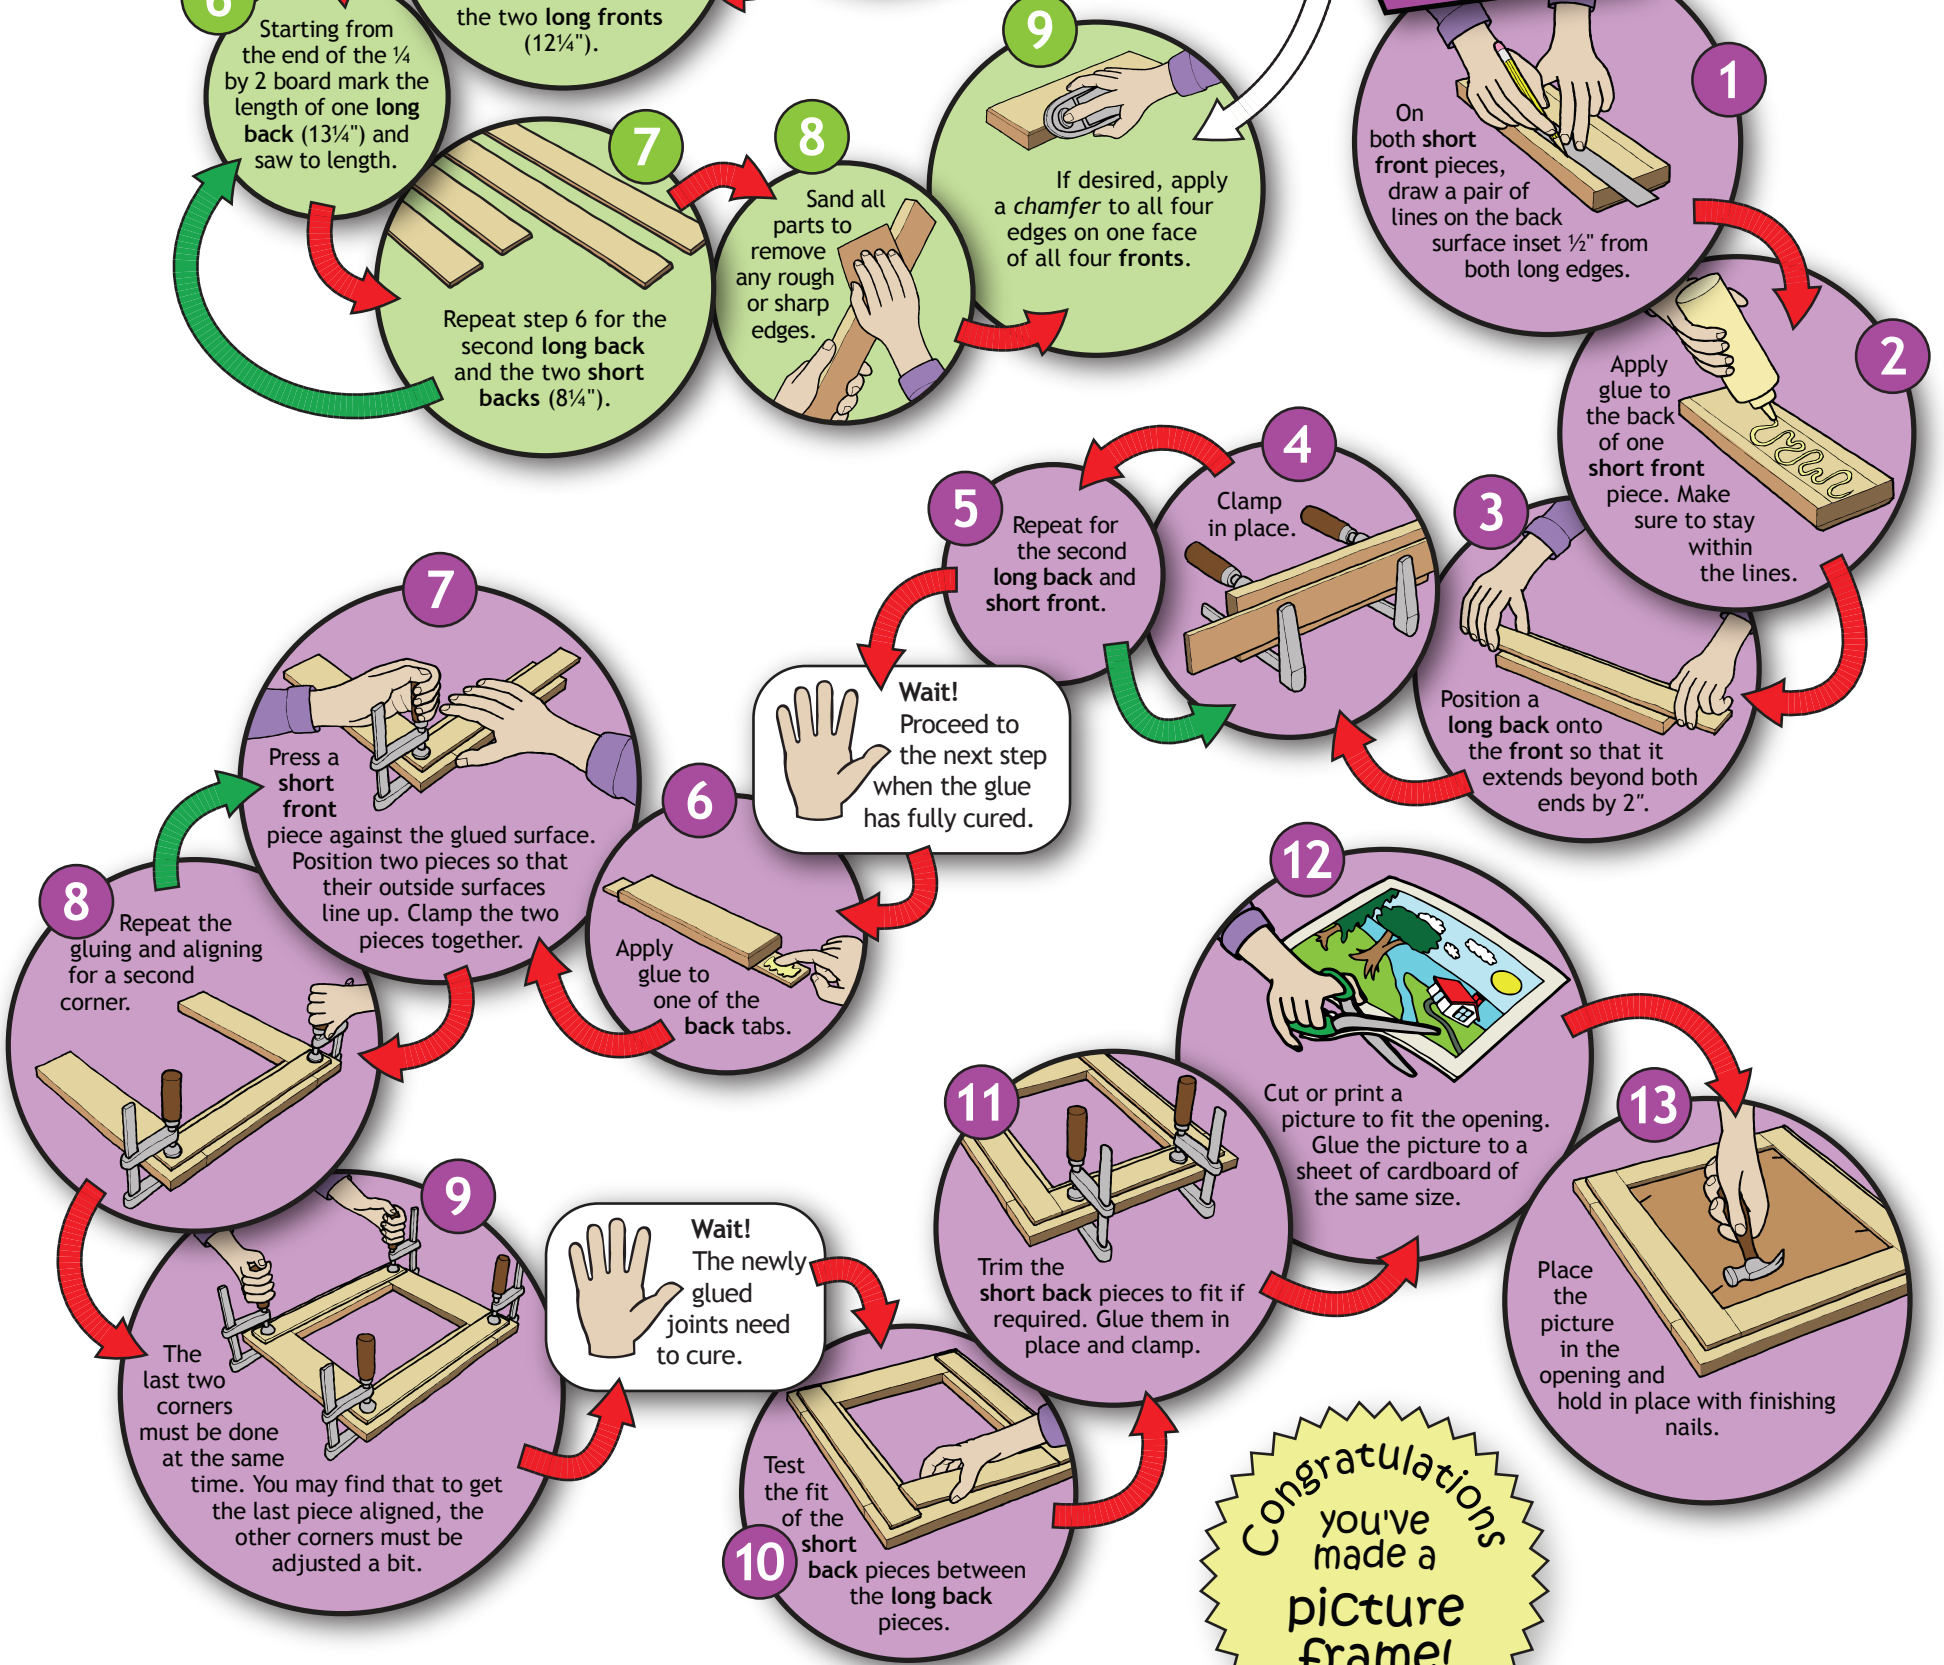 the two long fronts
(12¼").
6
Starting from
the end of the ¼
by 2 board mark the
length of one long
back (13¼") and
saw to length.
7
Repeat step 6 for the
second long back
and the two short
backs (8¼").
8
Sand all
parts to
remove
any rough
or sharp
edges.
9
If desired, apply
a chamfer to all four
edges on one face
of all four fronts.
1
On
both short
front pieces,
draw a pair of
lines on the back
surface inset ½" from
both long edges.
2
Apply
glue to
the back
of one
short front
piece. Make
sure to stay
within
the lines.
3
Position a
long back onto
the front so that it
extends beyond both
ends by 2".
4
Clamp
in place.
5
Repeat for
the second
long back and
short front.
Wait!
Proceed to
the next step
when the glue
has fully cured.
6
Apply
glue to
one of the
back tabs.
7
Press a
short
front
piece against the glued surface.
Position two pieces so that
their outside surfaces
line up. Clamp the two
pieces together.
8
Repeat the
gluing and aligning
for a second
corner.
9
The
last two
corners
must be done
at the same
time. You may find that to get
the last piece aligned, the
other corners must be
adjusted a bit.
Wait!
The newly
glued
joints need
to cure.
10
Test
the fit
of the
short
back pieces between
the long back
pieces.
11
Trim the
short back pieces to fit if
required. Glue them in
place and clamp.
12
Cut or print a
picture to fit the opening.
Glue the picture to a
sheet of cardboard of
the same size.
13
Place
the
picture
in the
opening and
hold in place with finishing
nails.
Congratulations
you've
made a
picture
frame!